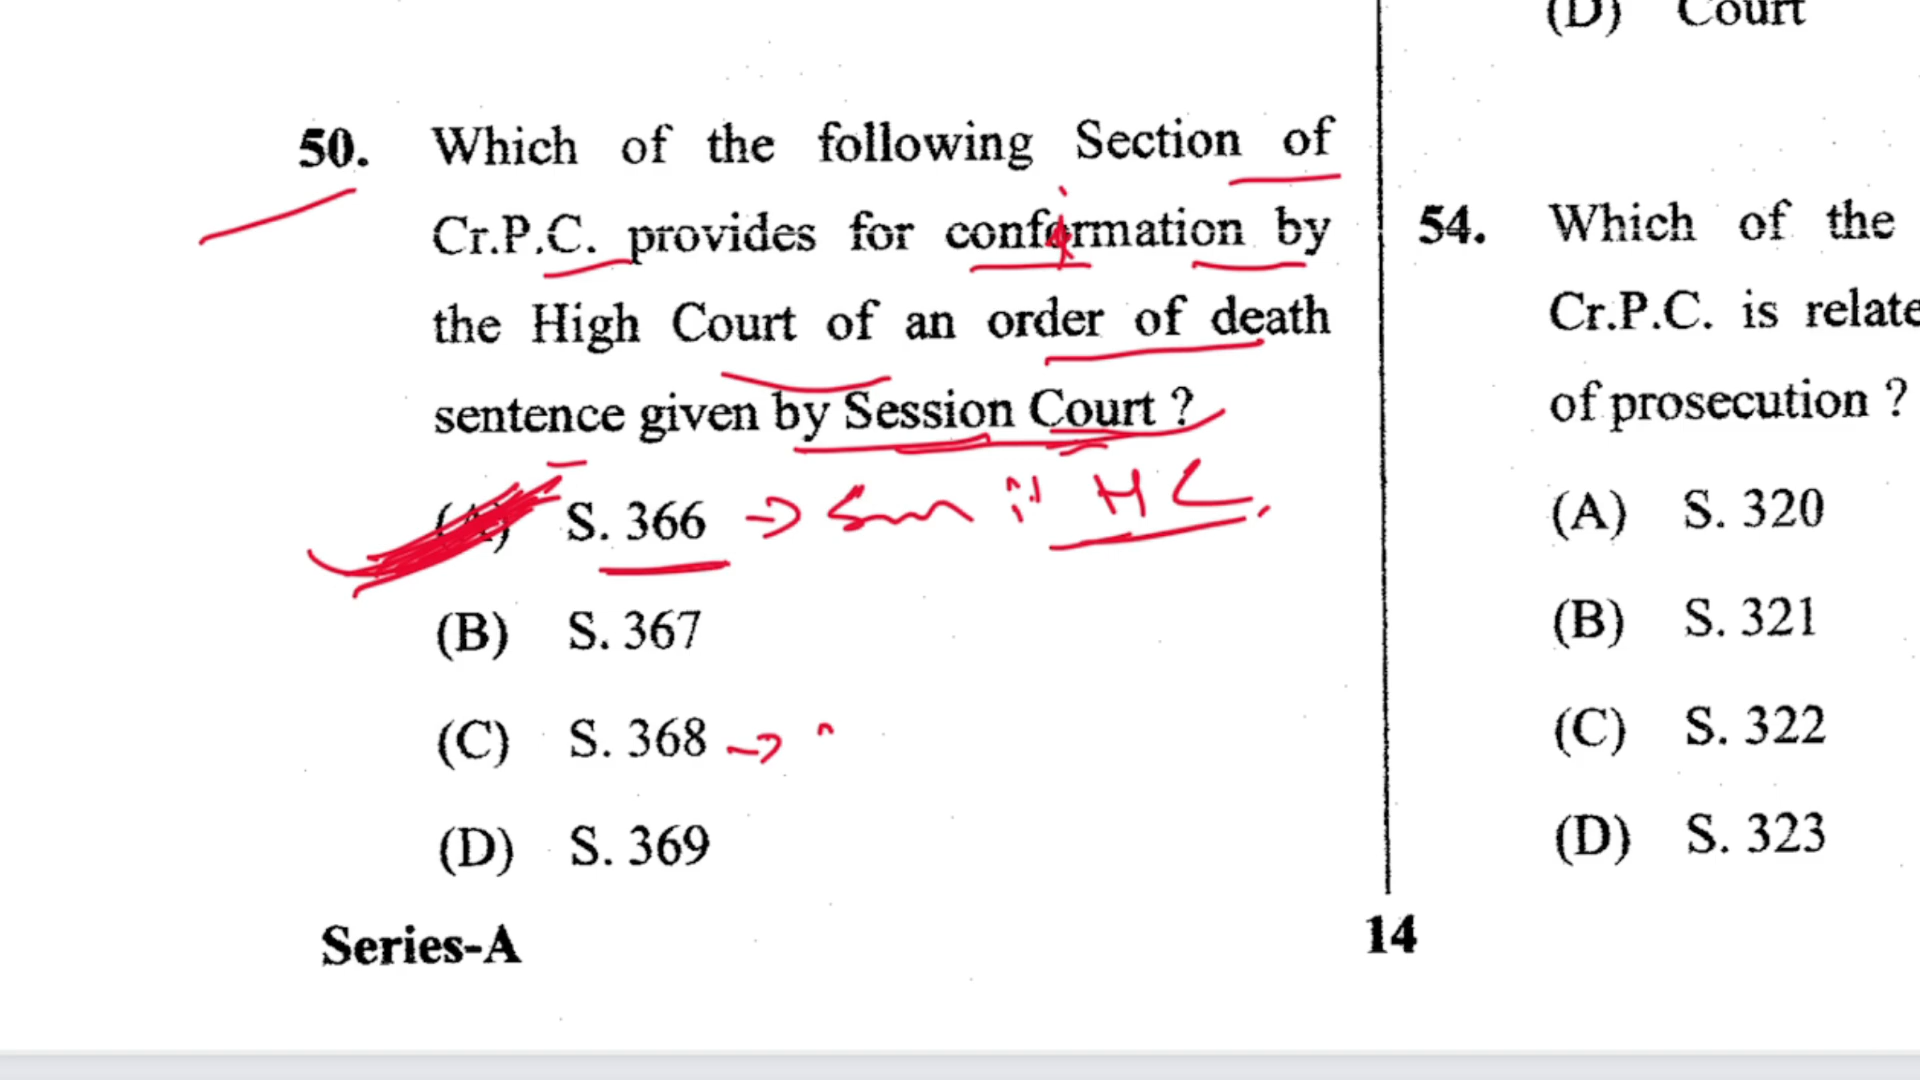 50. Which of the following Section of
Cr.P.C. provides for confirmation by
the High Court of an order of death
sentence given by Session Court ?
(A) S. 366 → HC.
(B) S. 367
(C) S. 368 →
(D) S. 369
Series-A
14
(D) Court
54. Which of the
Cr.P.C. is relate
of prosecution ?
(A) S. 320
(B) S. 321
(C) S. 322
(D) S. 323